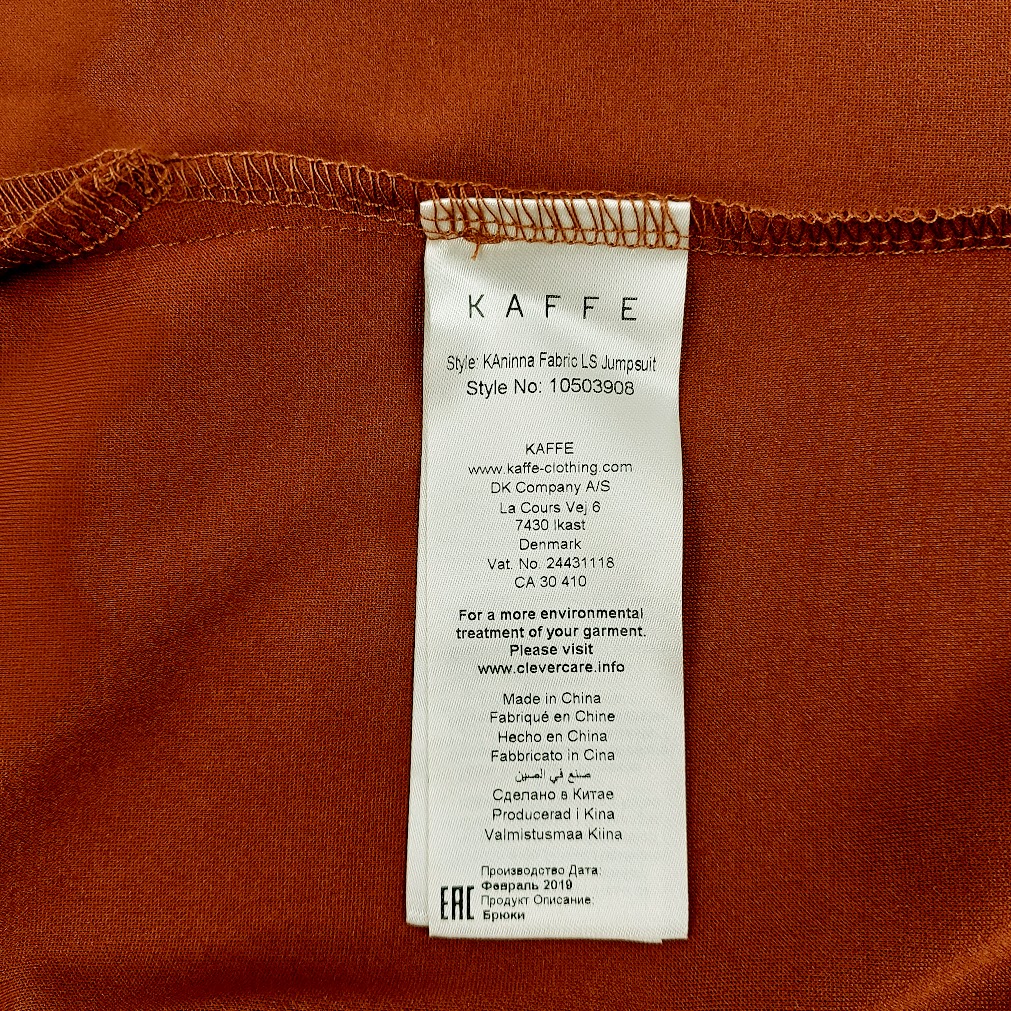 KAFFE
Style: KAninna Fabric LS Jumpsuit
Style No: 10503908
KAFFE
www.kaffe-clothing.com
DK Company A/S
La Cours Vej 6
7430 Ikast
Denmark
Vat. No. 24431118
CA 30 410
For a more environmental
treatment of your garment.
Please visit
www.clevercare.info
Made in China
Fabriqué en Chine
Hecho en China
Fabbricato in Cina
صنع في الصين
Сделано в Китае
Producerad i Kina
Valmistusmaa Kiina
Производство Дата:
Февраль 2019
EAC
Продукт Описание:
Брюки